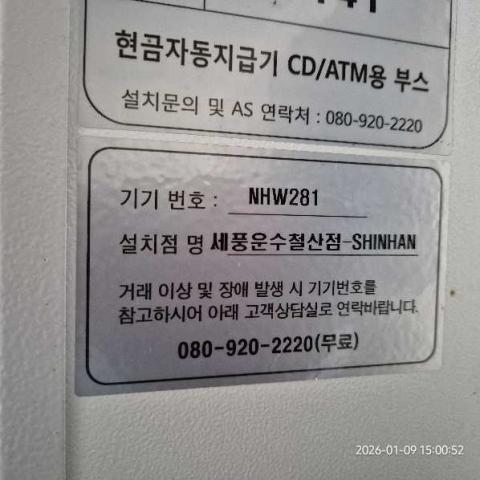 현금자동지급기 CD/ATM용 부스
설치문의 및 AS 연락처 : 080-920-2220
기기 번호 : NHW281
설치점 명 세풍운수철산점-SHINHAN
거래 이상 및 장애 발생 시 기기번호를
참고하시어 아래 고객상담실로 연락바랍니다.
080-920-2220(무료)
2026-01-09 15:00:52